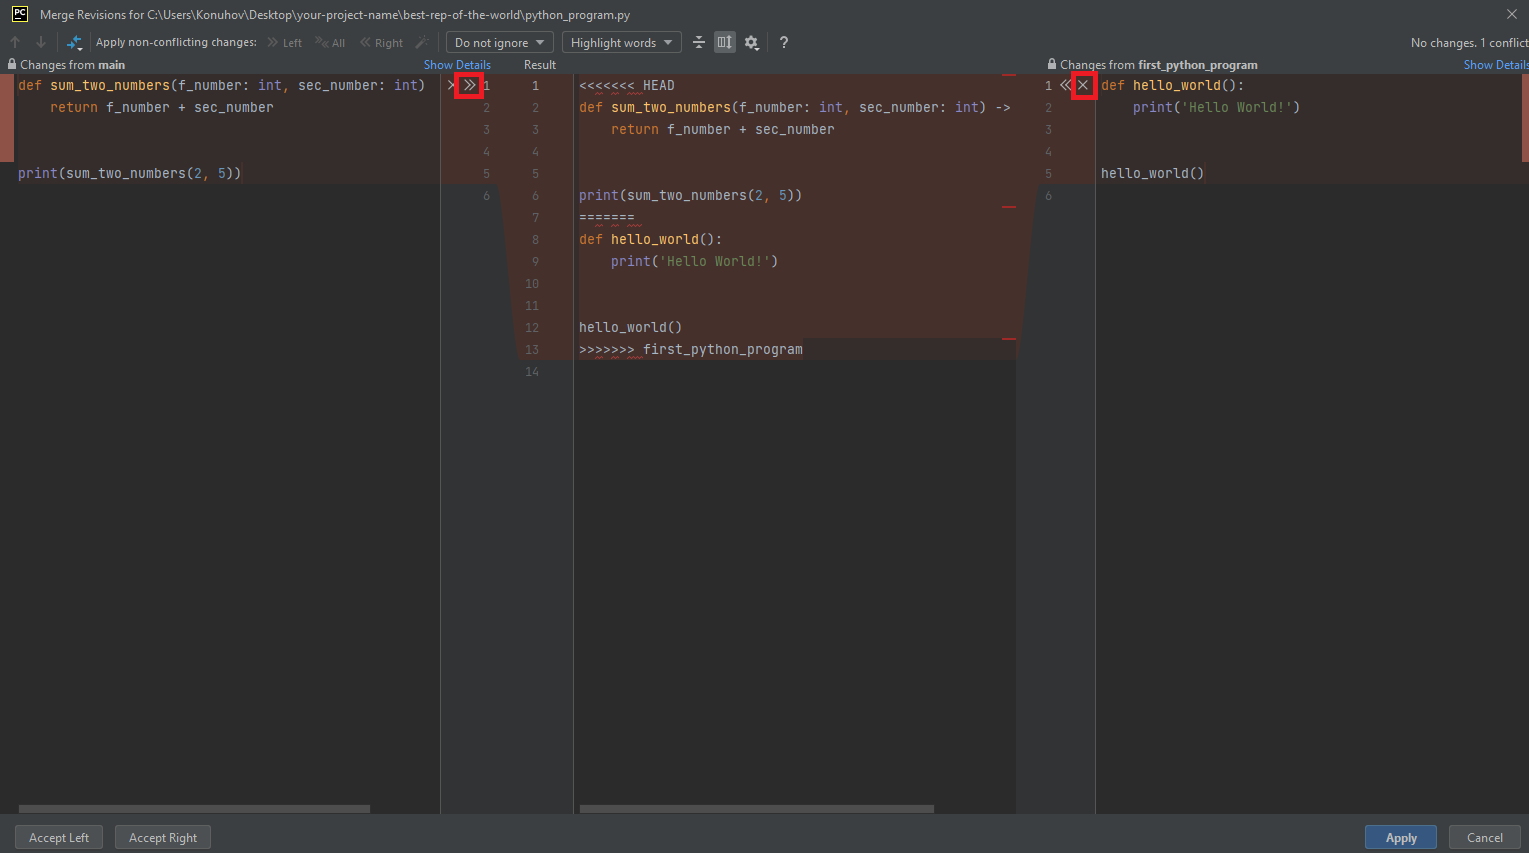 PC Merge Revisions for C:\Users\Konuhov\Desktop\your-project-name\best-rep-of-the-world\python_program.py
Apply non-conflicting changes: Left All Right Do not ignore Highlight words ? No changes. 1 conflict
Changes from main Show Details
def sum_two_numbers(f_number: int, sec_number: int)
    return f_number + sec_number
print(sum_two_numbers(2, 5))
1
2
3
4
5
6
Result
1 <<<<<<< HEAD
2 def sum_two_numbers(f_number: int, sec_number: int) ->
3     return f_number + sec_number
4
5
6 print(sum_two_numbers(2, 5))
7 =======
8 def hello_world():
9     print('Hello World!')
10
11
12 hello_world()
13 >>>>>>> first_python_program
14
Changes from first_python_program Show Details
1 def hello_world():
2     print('Hello World!')
3
4
5 hello_world()
6
Accept Left Accept Right Apply Cancel